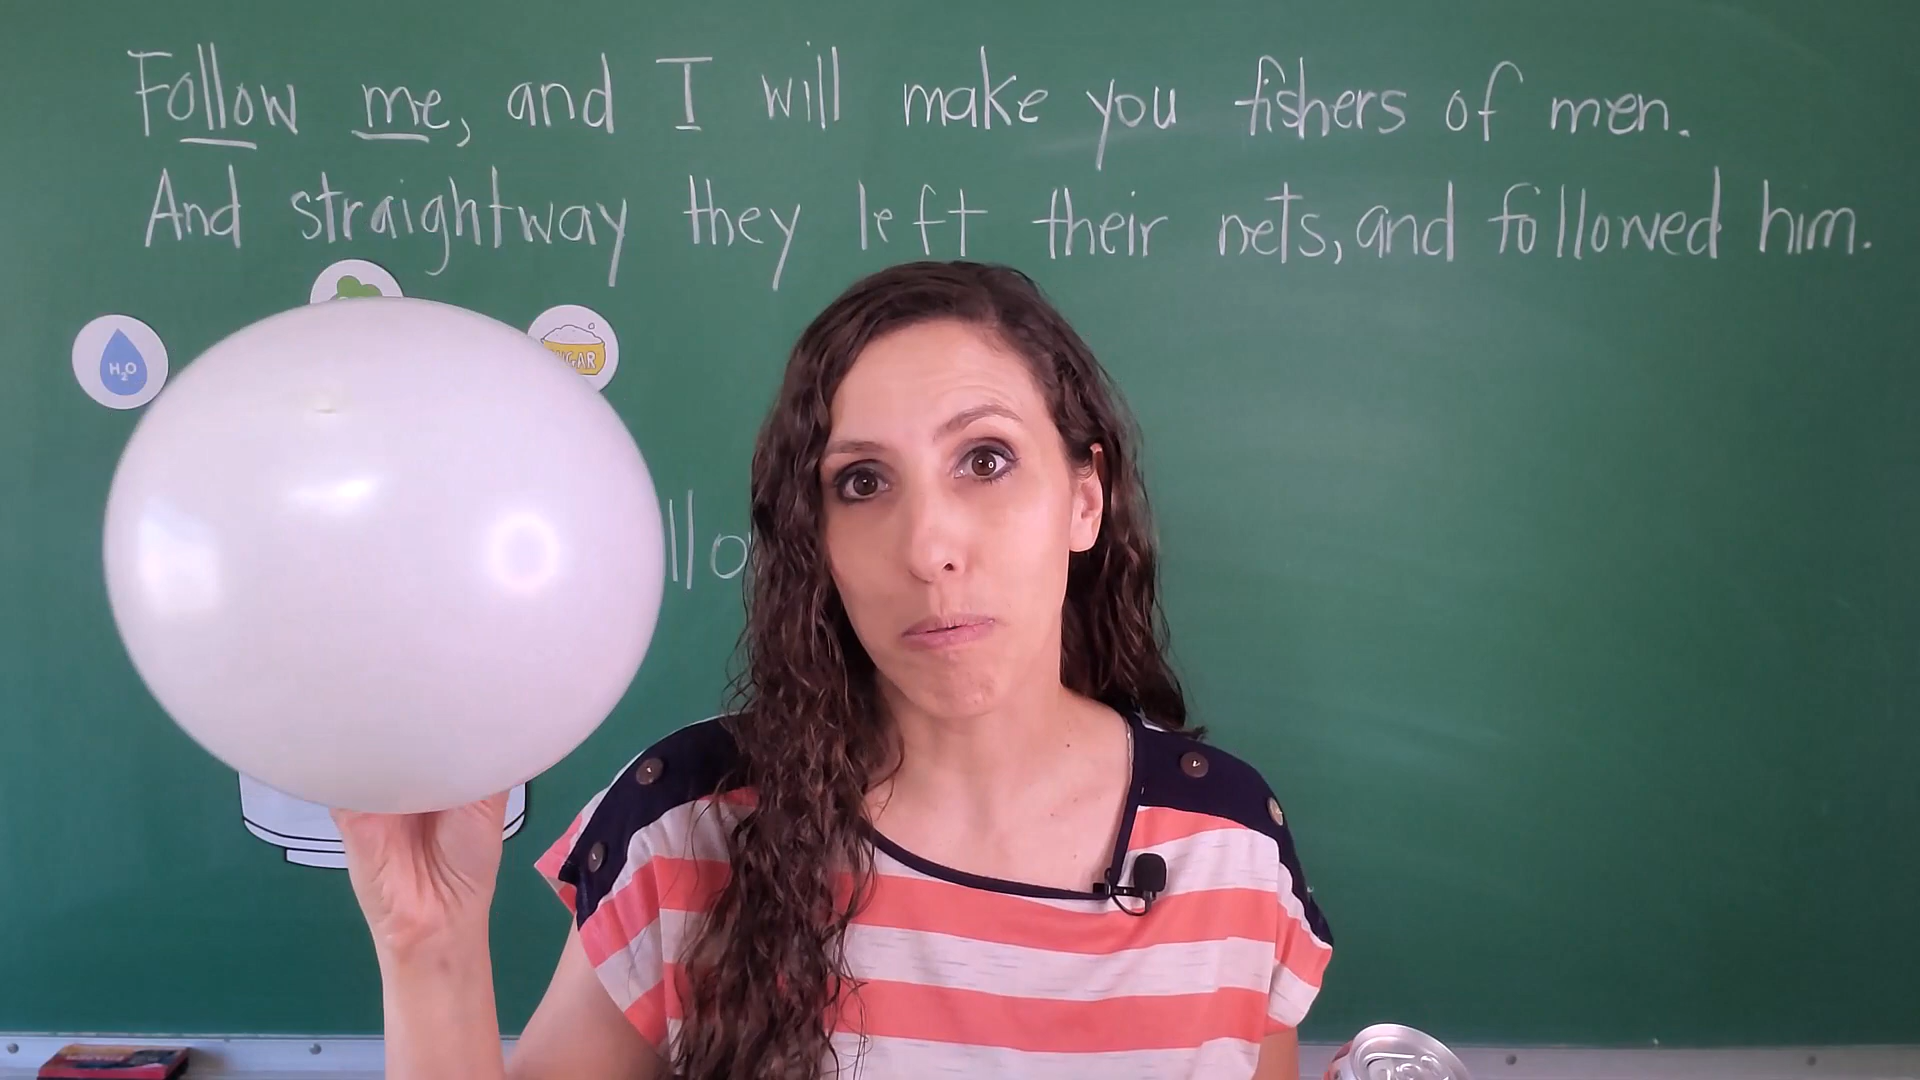 Follow me, and I will make you fishers of men.
And straightway they left their nets, and followed him.
H₂O